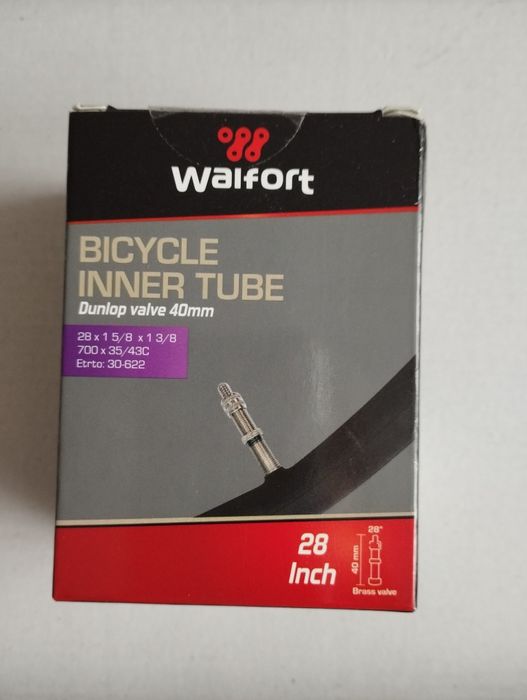 Walfort
BICYCLE
INNER TUBE
Dunlop valve 40mm
28 x 1 5/8 x 1 3/8
700 x 35/43C
Etrto: 30-622
28
Inch
28"
40 mm
Brass valve